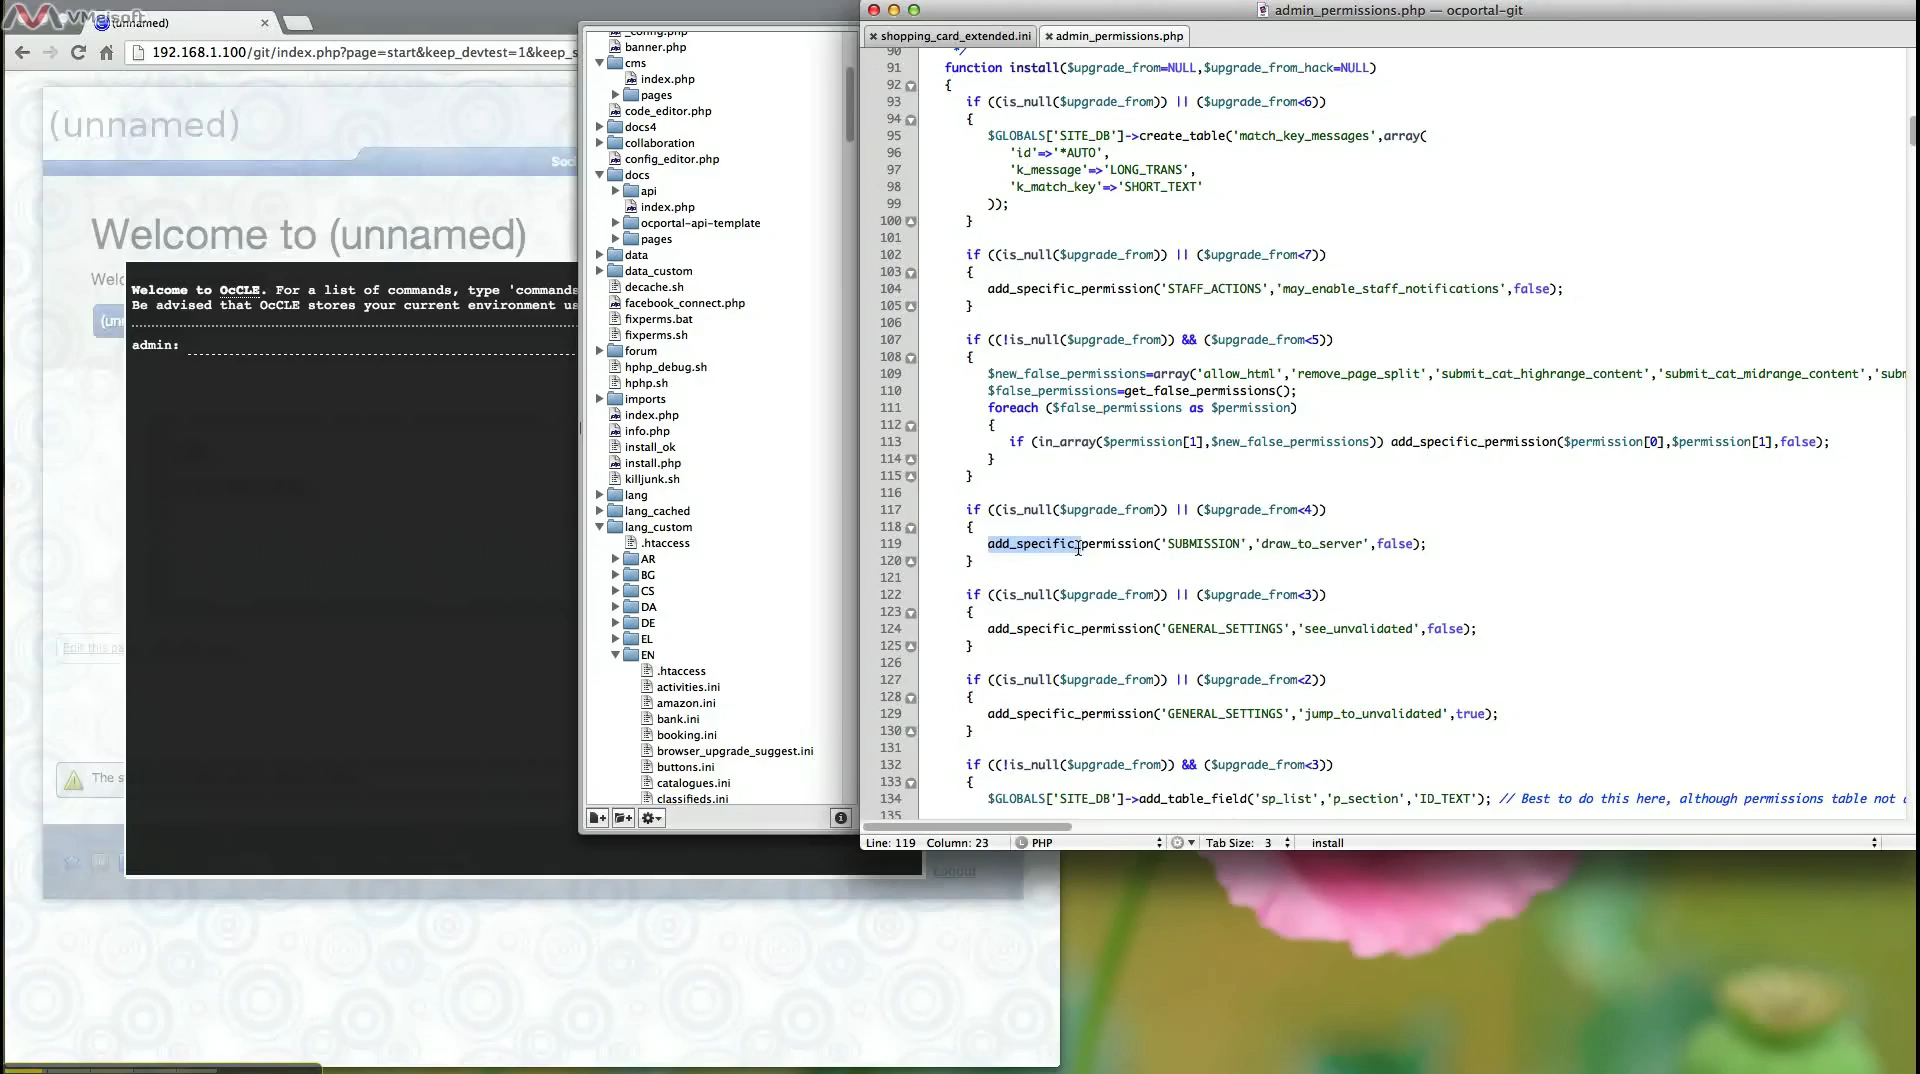 VMeisoft
(unnamed)
192.168.1.100/git/index.php?page=start&keep_devtest=1&keep_s
(unnamed)
Soci
Welcome to (unnamed)
Welc
(unn
Welcome to OcCLE. For a list of commands, type 'commands
Be advised that OcCLE stores your current environment us
admin:
Edit this pa
The s
Logout
_config.php
banner.php
cms
index.php
pages
code_editor.php
docs4
collaboration
config_editor.php
docs
api
index.php
ocportal-api-template
pages
data
data_custom
decache.sh
facebook_connect.php
fixperms.bat
fixperms.sh
forum
hphp_debug.sh
hphp.sh
imports
index.php
info.php
install_ok
install.php
killjunk.sh
lang
lang_cached
lang_custom
.htaccess
AR
BG
CS
DA
DE
EL
EN
.htaccess
activities.ini
amazon.ini
bank.ini
booking.ini
browser_upgrade_suggest.ini
buttons.ini
catalogues.ini
classifieds.ini
admin_permissions.php — ocportal-git
shopping_card_extended.ini
admin_permissions.php
90 */
91 function install($upgrade_from=NULL,$upgrade_from_hack=NULL)
92 {
93 if ((is_null($upgrade_from)) || ($upgrade_from<6))
94 {
95 $GLOBALS['SITE_DB']->create_table('match_key_messages',array(
96 'id'=>'*AUTO',
97 'k_message'=>'LONG_TRANS',
98 'k_match_key'=>'SHORT_TEXT'
99 ));
100 }
101
102 if ((is_null($upgrade_from)) || ($upgrade_from<7))
103 {
104 add_specific_permission('STAFF_ACTIONS','may_enable_staff_notifications',false);
105 }
106
107 if ((!is_null($upgrade_from)) && ($upgrade_from<5))
108 {
109 $new_false_permissions=array('allow_html','remove_page_split','submit_cat_highrange_content','submit_cat_midrange_content','sub
110 $false_permissions=get_false_permissions();
111 foreach ($false_permissions as $permission)
112 {
113 if (in_array($permission[1],$new_false_permissions)) add_specific_permission($permission[0],$permission[1],false);
114 }
115 }
116
117 if ((is_null($upgrade_from)) || ($upgrade_from<4))
118 {
119 add_specific_permission('SUBMISSION','draw_to_server',false);
120 }
121
122 if ((is_null($upgrade_from)) || ($upgrade_from<3))
123 {
124 add_specific_permission('GENERAL_SETTINGS','see_unvalidated',false);
125 }
126
127 if ((is_null($upgrade_from)) || ($upgrade_from<2))
128 {
129 add_specific_permission('GENERAL_SETTINGS','jump_to_unvalidated',true);
130 }
131
132 if ((!is_null($upgrade_from)) && ($upgrade_from<3))
133 {
134 $GLOBALS['SITE_DB']->add_table_field('sp_list','p_section','ID_TEXT'); // Best to do this here, although permissions table not
135
Line: 119 Column: 23 PHP Tab Size: 3 install